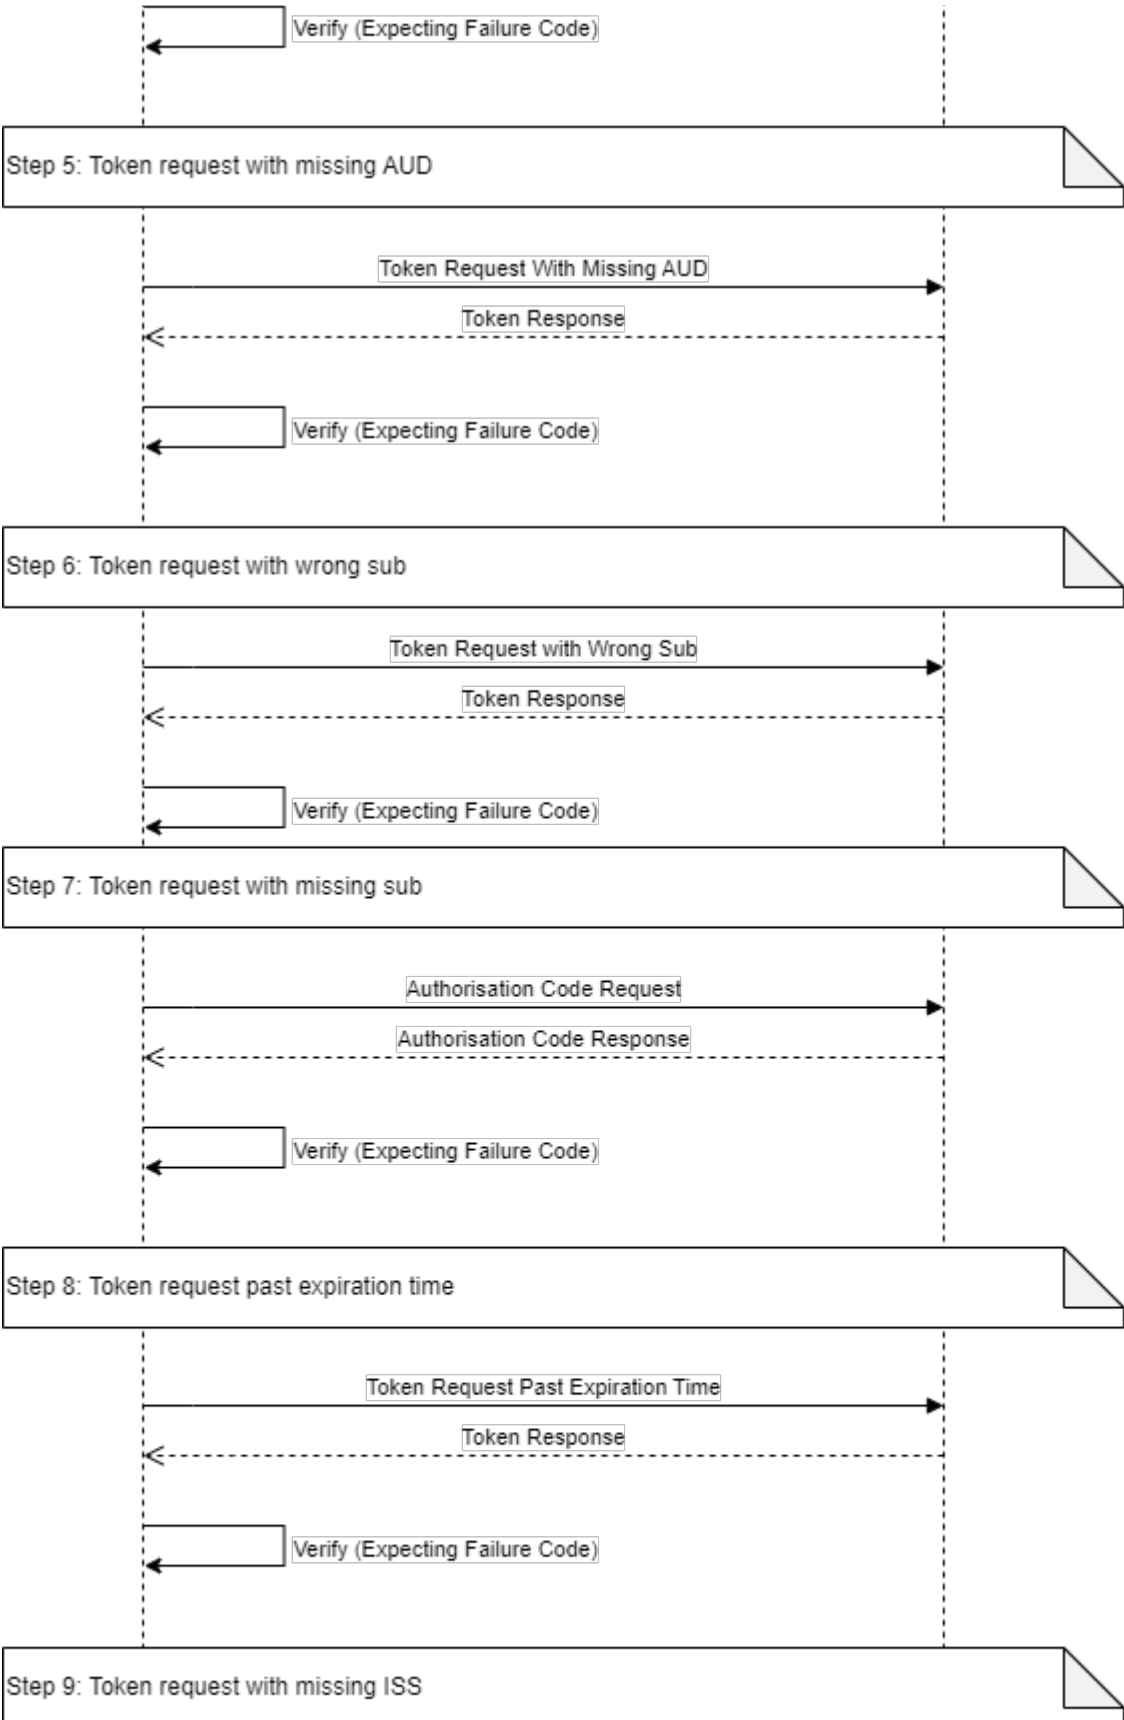 Verify (Expecting Failure Code)
Step 5: Token request with missing AUD
Token Request With Missing AUD
Token Response
Verify (Expecting Failure Code)
Step 6: Token request with wrong sub
Token Request with Wrong Sub
Token Response
Verify (Expecting Failure Code)
Step 7: Token request with missing sub
Authorisation Code Request
Authorisation Code Response
Verify (Expecting Failure Code)
Step 8: Token request past expiration time
Token Request Past Expiration Time
Token Response
Verify (Expecting Failure Code)
Step 9: Token request with missing ISS